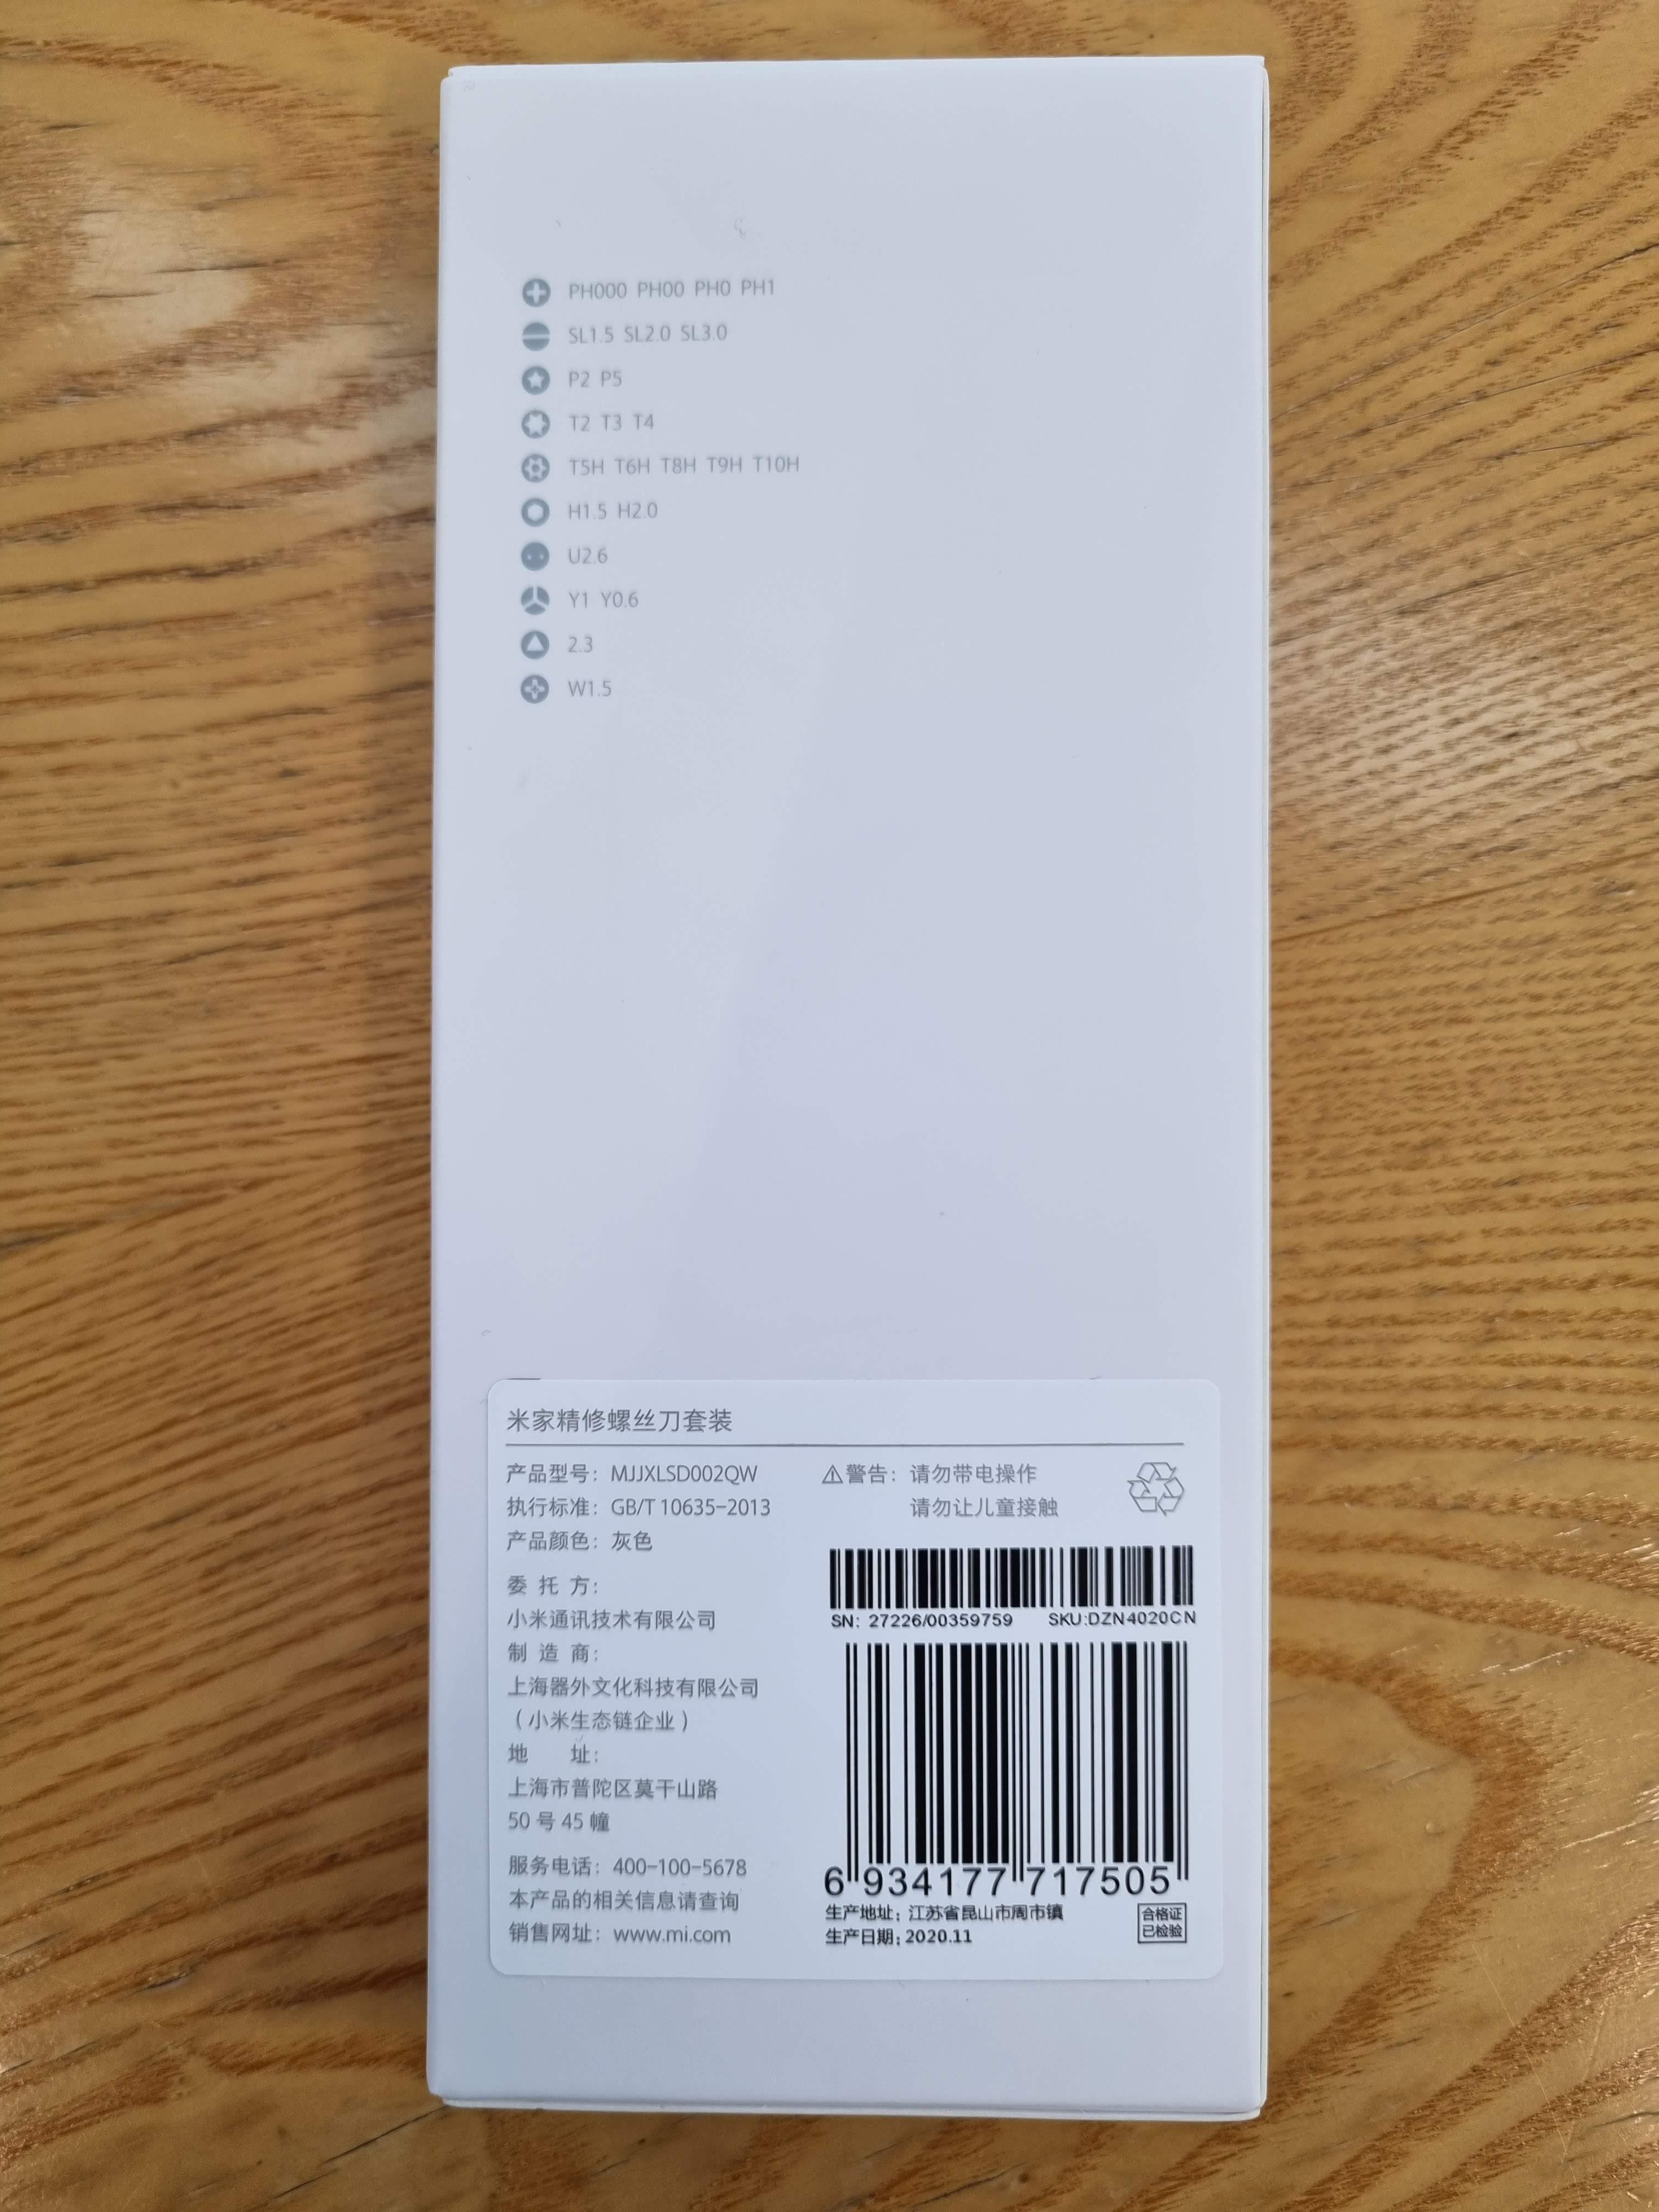 PH000 PH00 PH0 PH1
SL1.5 SL2.0 SL3.0
P2 P5
T2 T3 T4
T5H T6H T8H T9H T10H
H1.5 H2.0
U2.6
Y1 Y0.6
2.3
W1.5
米家精修螺丝刀套装
产品型号：MJJXLSD002QW
执行标准：GB/T 10635-2013
产品颜色：灰色
委 托 方：
小米通讯技术有限公司
制 造 商：
上海器外文化科技有限公司
（小米生态链企业）
地 址：
上海市普陀区莫干山路
50 号 45 幢
服务电话：400-100-5678
本产品的相关信息请查询
销售网址：www.mi.com
⚠警告：请勿带电操作
请勿让儿童接触
SN: 27226/00359759 SKU:DZN4020CN
6 934177 717505
生产地址：江苏省昆山市周市镇
生产日期：2020.11
合格证
已检验